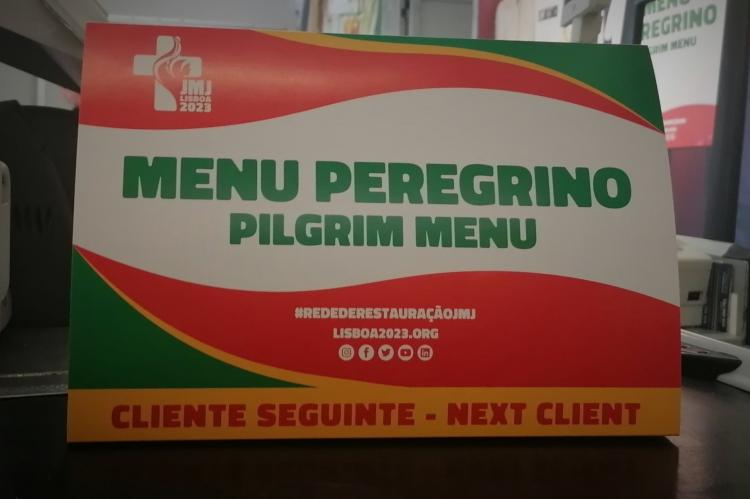 JMJ
LISBOA
2023
MENU PEREGRINO
PILGRIM MENU
#REDEDERESTAURAÇÃOJMJ
LISBOA2023.ORG
CLIENTE SEGUINTE - NEXT CLIENT
MENU
PEREGRINO
PILGRIM MENU